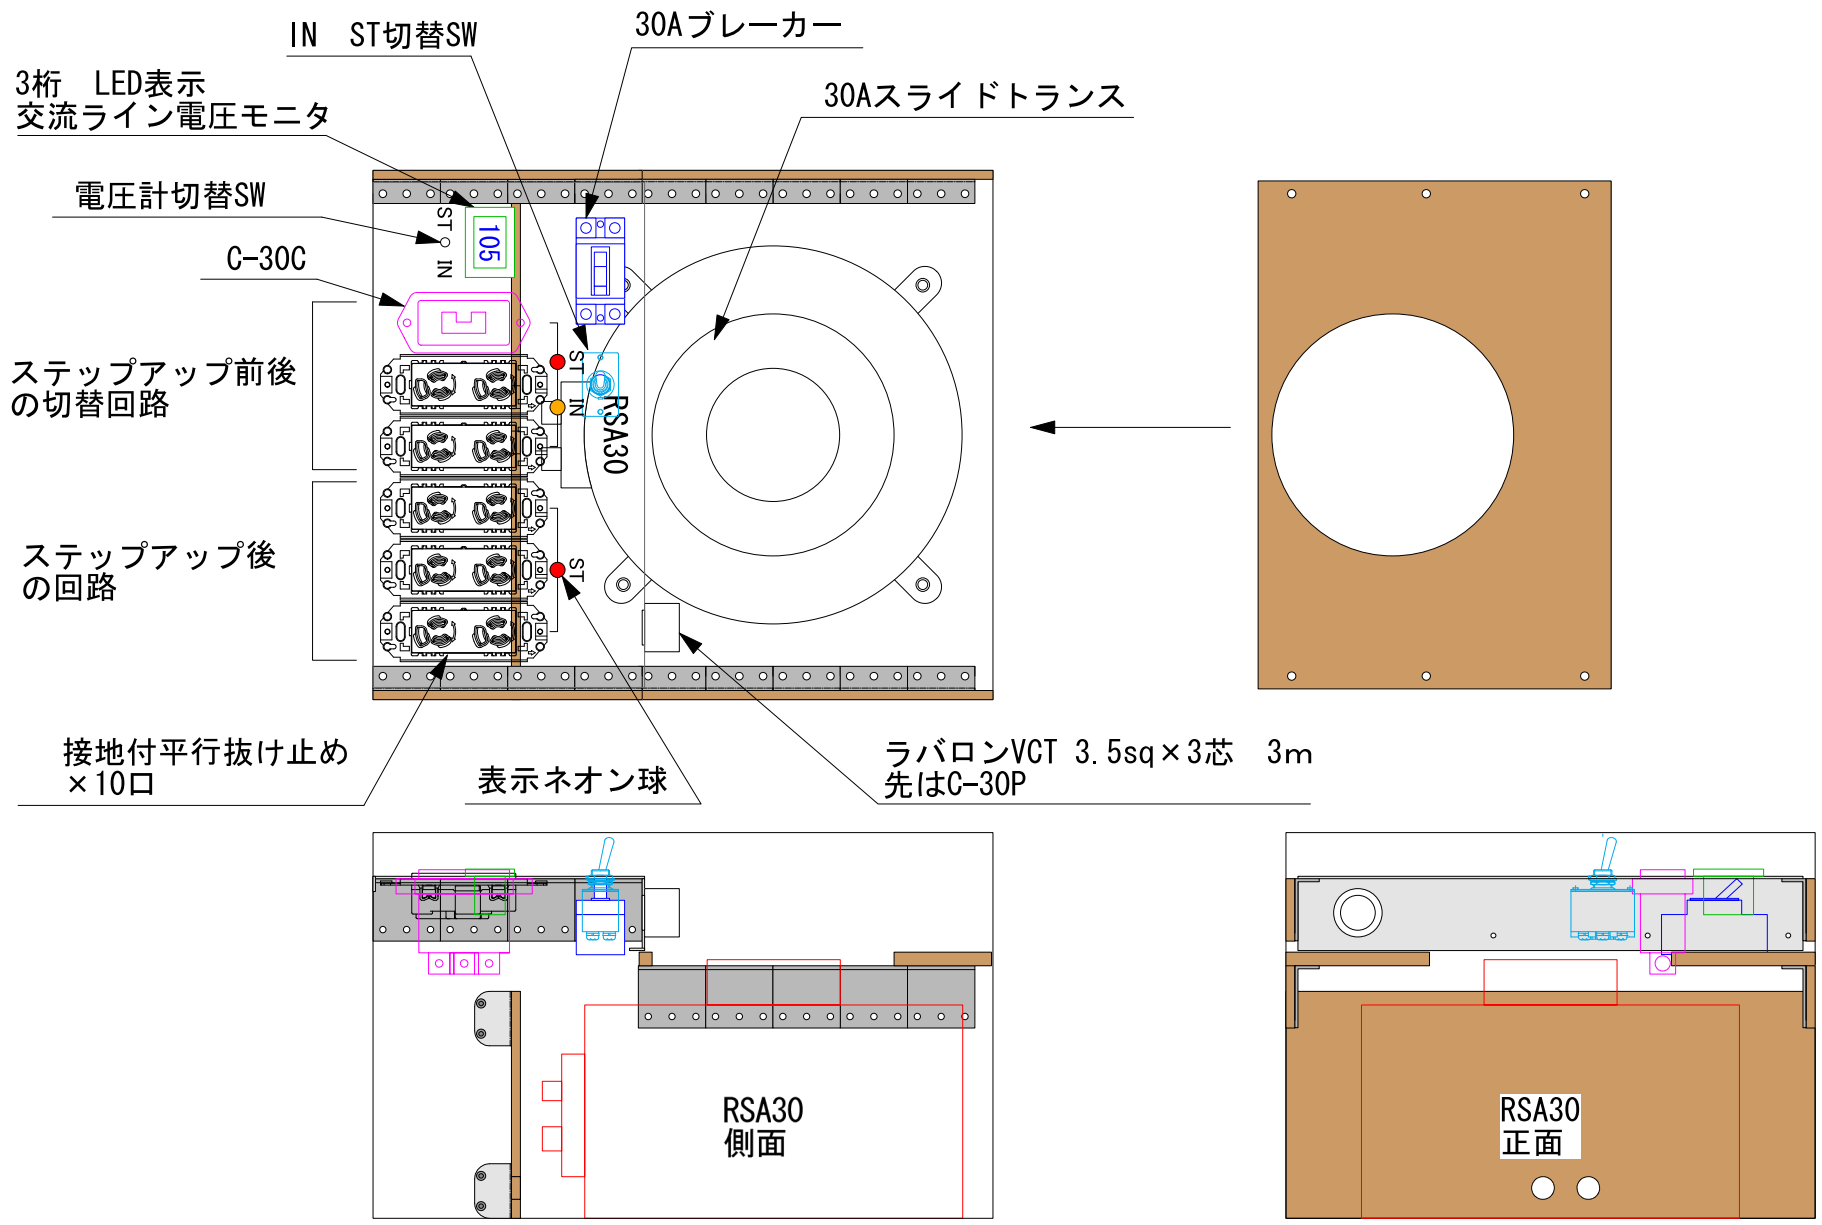 IN　ST切替SW
30Aブレーカー
3桁　LED表示
交流ライン電圧モニタ
30Aスライドトランス
電圧計切替SW
ST
IN
105
C-30C
ステップアップ前後
の切替回路
ST
IN
RSA30
ステップアップ後
の回路
ST
接地付平行抜け止め
×10口
表示ネオン球
ラバロンVCT 3.5sq×3芯　3m
先はC-30P
RSA30
側面
RSA30
正面